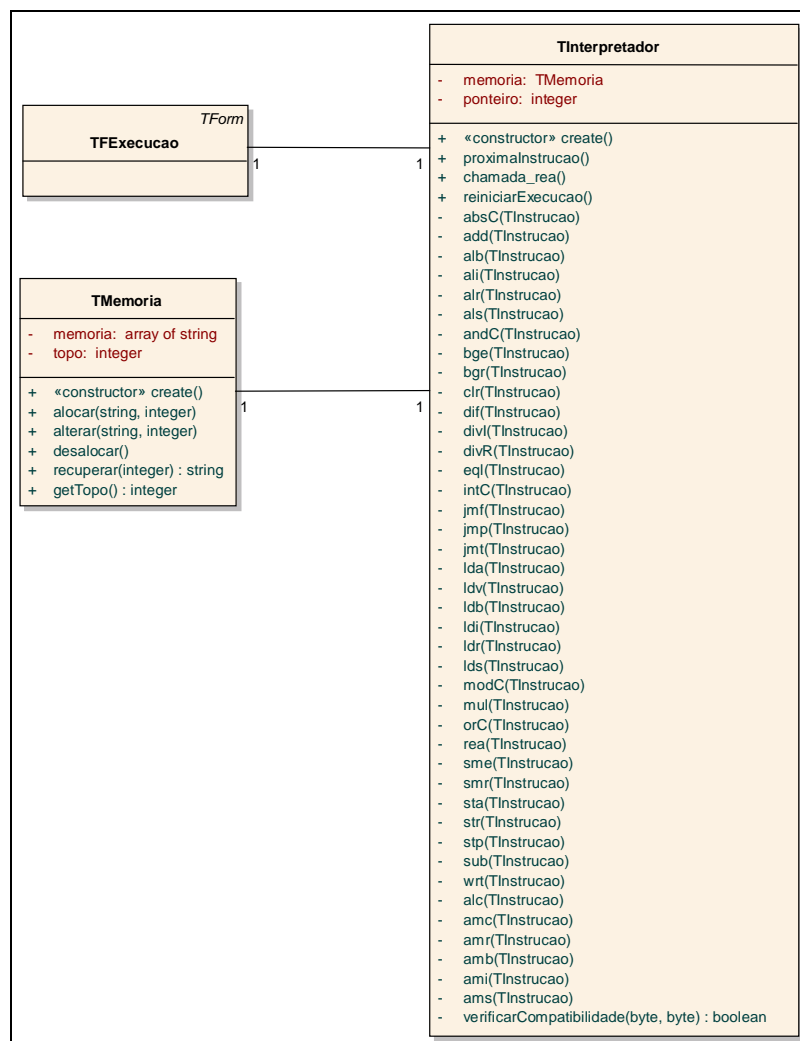 TForm
TFExecucao
1
1
TMemoria
- memoria: array of string
- topo: integer
+ «constructor» create()
+ alocar(string, integer)
+ alterar(string, integer)
+ desalocar()
+ recuperar(integer) : string
+ getTopo() : integer
1
1
TInterpretador
- memoria: TMemoria
- ponteiro: integer
+ «constructor» create()
+ proximaInstrucao()
+ chamada_rea()
+ reiniciarExecucao()
- absC(TInstrucao)
- add(TInstrucao)
- alb(TInstrucao)
- ali(TInstrucao)
- alr(TInstrucao)
- als(TInstrucao)
- andC(TInstrucao)
- bge(TInstrucao)
- bgr(TInstrucao)
- clr(TInstrucao)
- dif(TInstrucao)
- divI(TInstrucao)
- divR(TInstrucao)
- eql(TInstrucao)
- intC(TInstrucao)
- jmf(TInstrucao)
- jmp(TInstrucao)
- jmt(TInstrucao)
- lda(TInstrucao)
- ldv(TInstrucao)
- ldb(TInstrucao)
- ldi(TInstrucao)
- ldr(TInstrucao)
- lds(TInstrucao)
- modC(TInstrucao)
- mul(TInstrucao)
- orC(TInstrucao)
- rea(TInstrucao)
- sme(TInstrucao)
- smr(TInstrucao)
- sta(TInstrucao)
- str(TInstrucao)
- stp(TInstrucao)
- sub(TInstrucao)
- wrt(TInstrucao)
- alc(TInstrucao)
- amc(TInstrucao)
- amr(TInstrucao)
- amb(TInstrucao)
- ami(TInstrucao)
- ams(TInstrucao)
- verificarCompatibilidade(byte, byte) : boolean